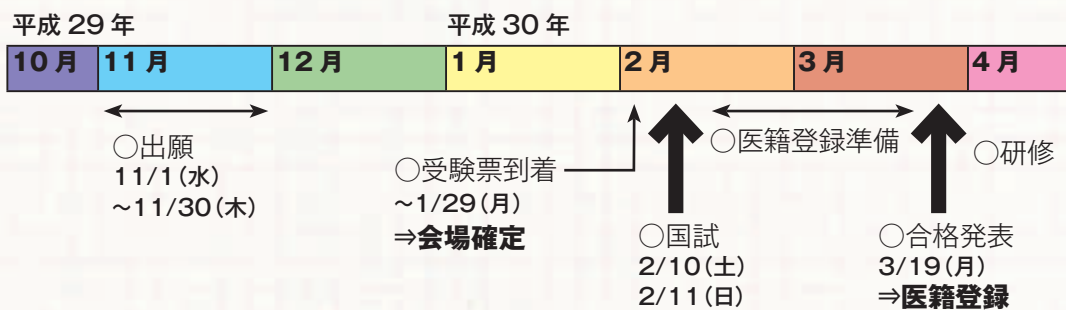 平成 29 年
平成 30 年
10 月
11 月
12 月
1 月
2 月
3 月
4 月
○出願
11/1(水)
~11/30(木)
○受験票到着
~1/29(月)
⇒会場確定
○国試
2/10(土)
2/11(日)
○医籍登録準備
○合格発表
3/19(月)
⇒医籍登録
○研修